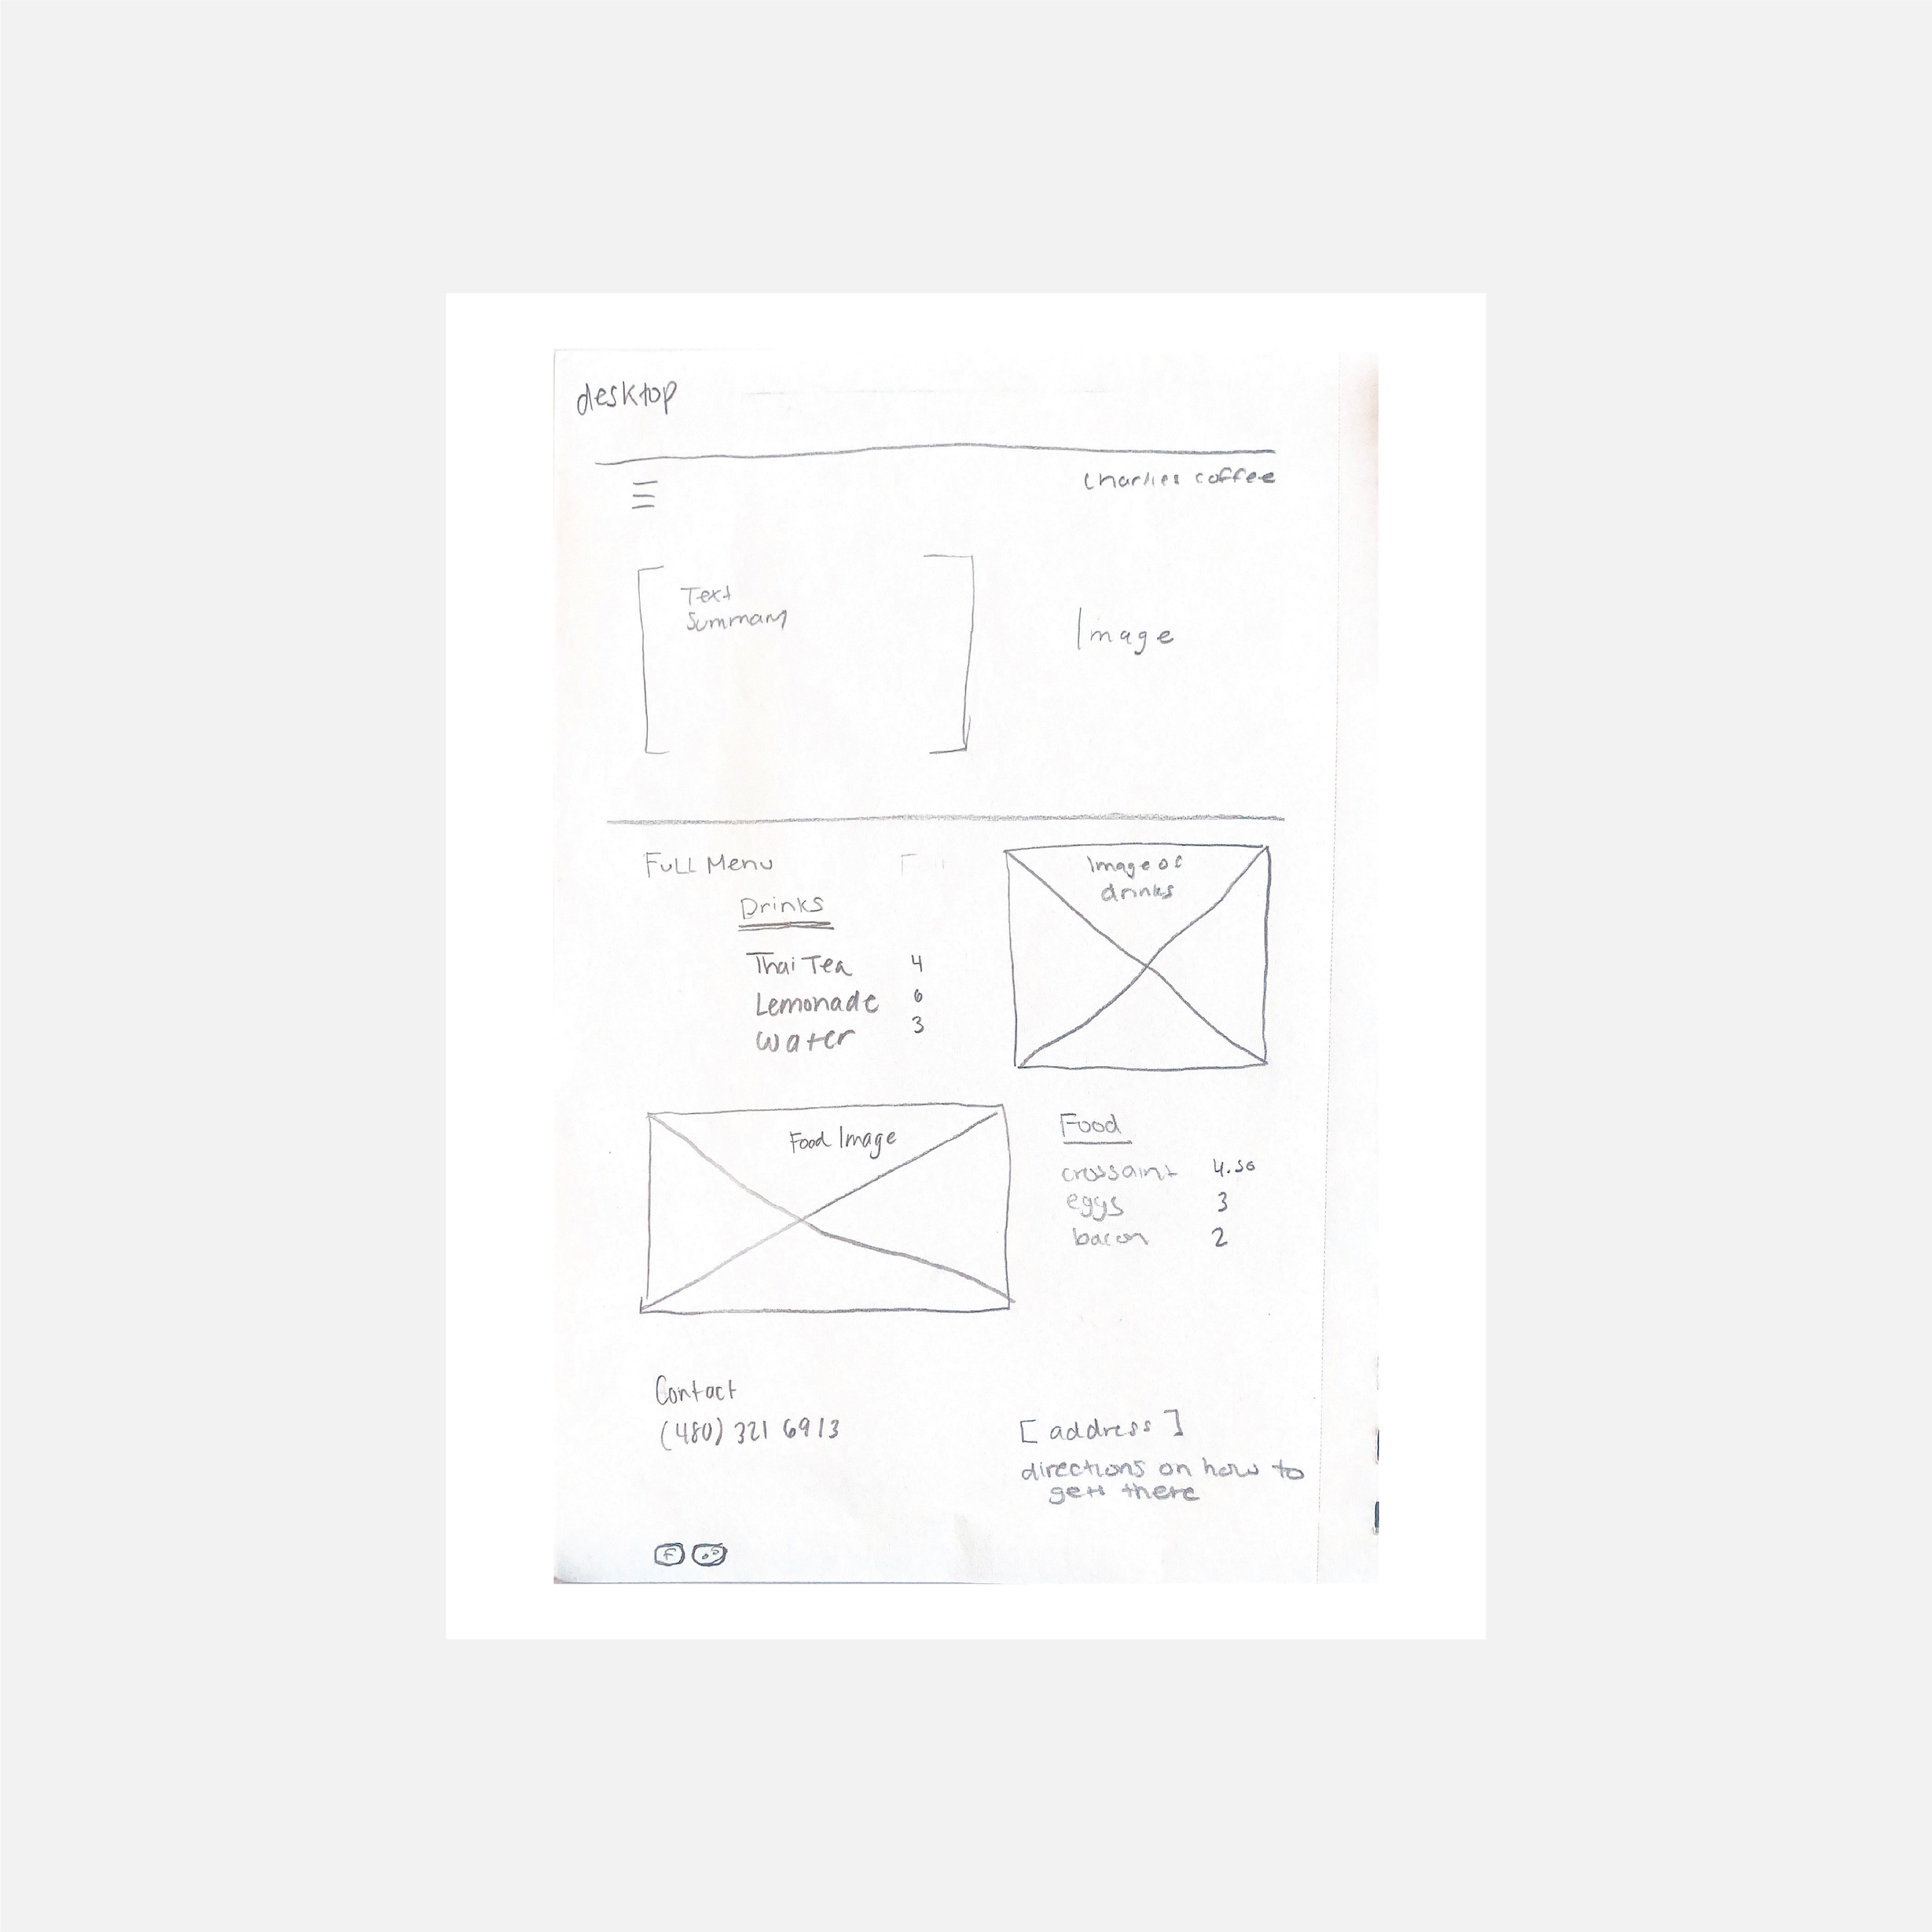 desktop
Charlies coffee
Text
Summary
Image
Full Menu
Image of
drinks
Drinks
Thai Tea 4
Lemonade 6
water 3
Food Image
Food
crossaint 4.50
eggs 3
bacon 2
Contact
(480) 321 6913
[address]
directions on how to
get there
F